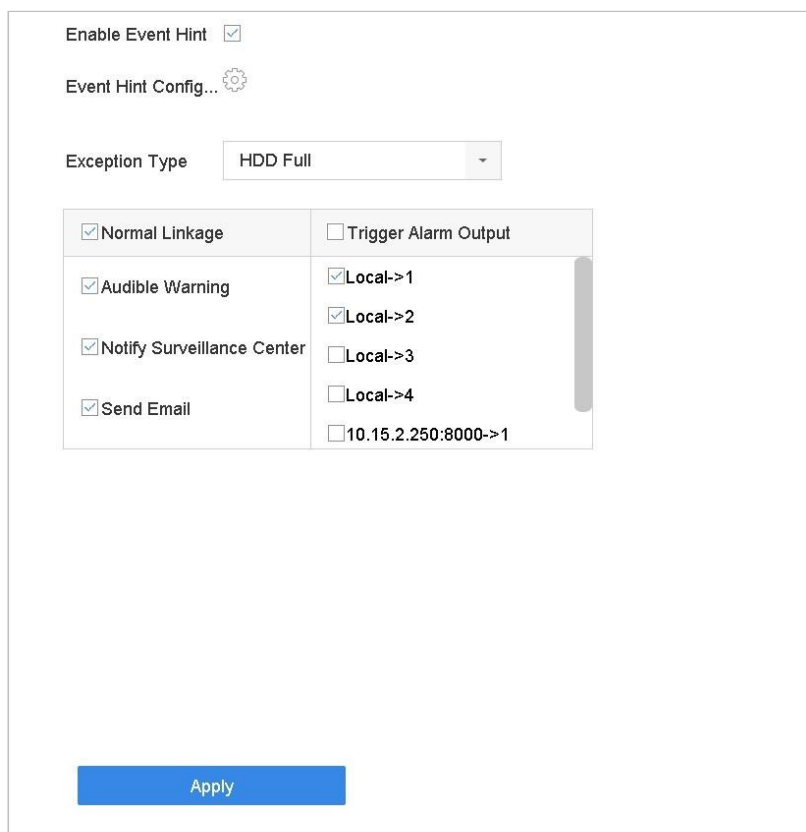 Enable Event Hint
Event Hint Config...
Exception Type
HDD Full
Normal Linkage
Trigger Alarm Output
Audible Warning
Notify Surveillance Center
Send Email
Local->1
Local->2
Local->3
Local->4
10.15.2.250:8000->1
Apply